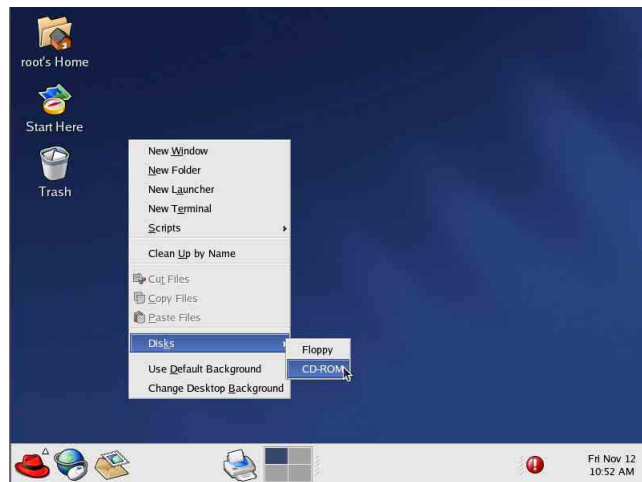 root's Home
Start Here
Trash
New Window
New Folder
New Launcher
New Terminal
Scripts
Clean Up by Name
Cut Files
Copy Files
Paste Files
Disks
Floppy
CD-ROM
Use Default Background
Change Desktop Background
Fri Nov 12
10:52 AM